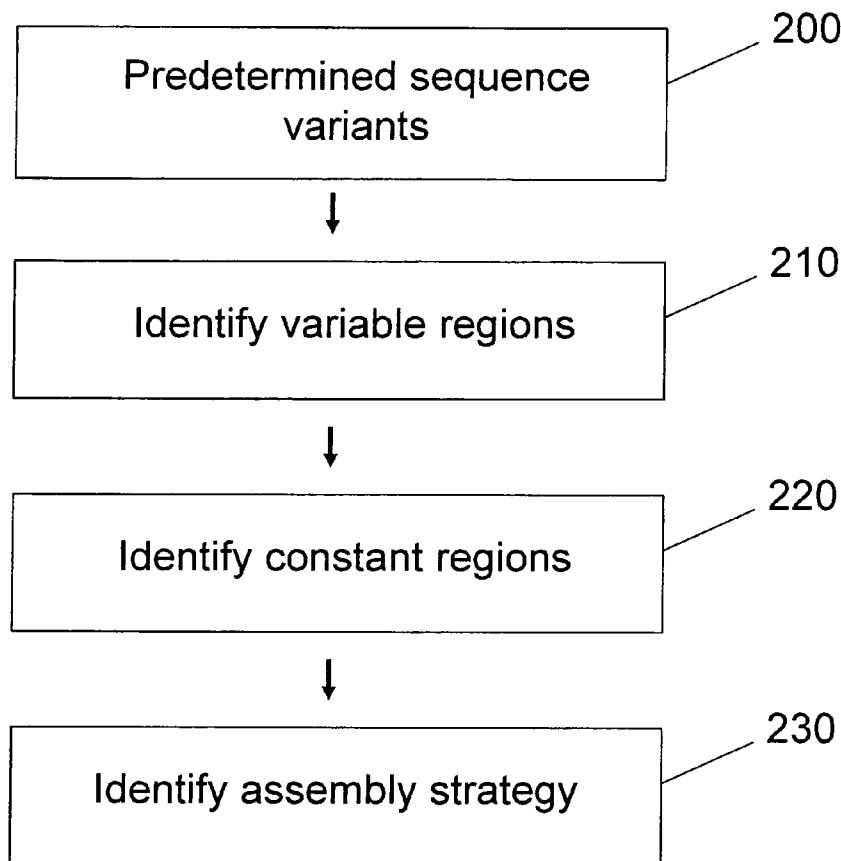 200
Predetermined sequence
variants
210
Identify variable regions
220
Identify constant regions
230
Identify assembly strategy